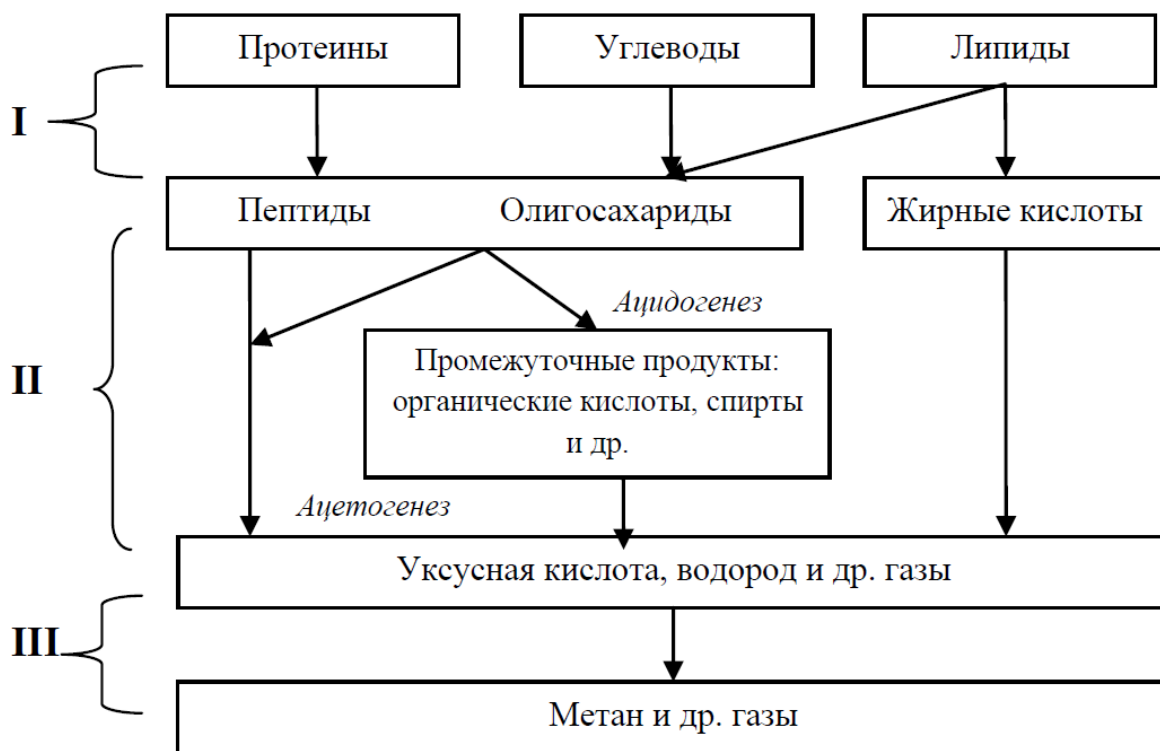 Протеины
Углеводы
Липиды
I
Пептиды
Олигосахариды
Жирные кислоты
Ацидогенез
II
Промежуточные продукты:
органические кислоты, спирты
и др.
Ацетогенез
Уксусная кислота, водород и др. газы
III
Метан и др. газы